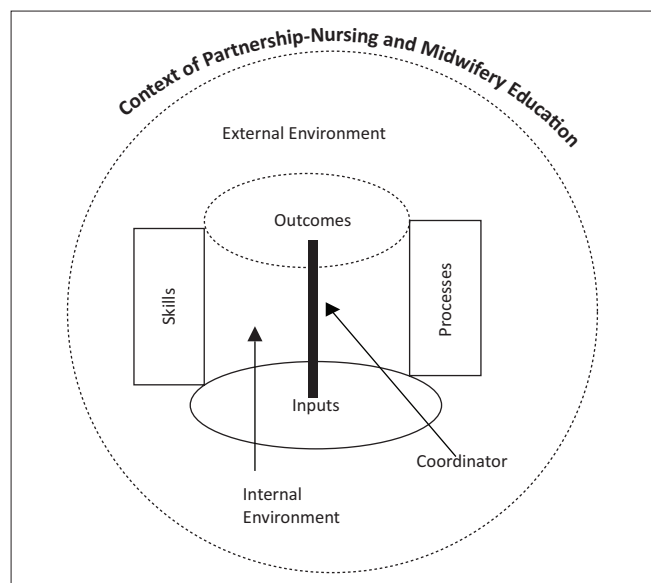 Context of Partnership-Nursing and Midwifery Education
External Environment
Outcomes
Skills
Processes
Inputs
Coordinator
Internal
Environment